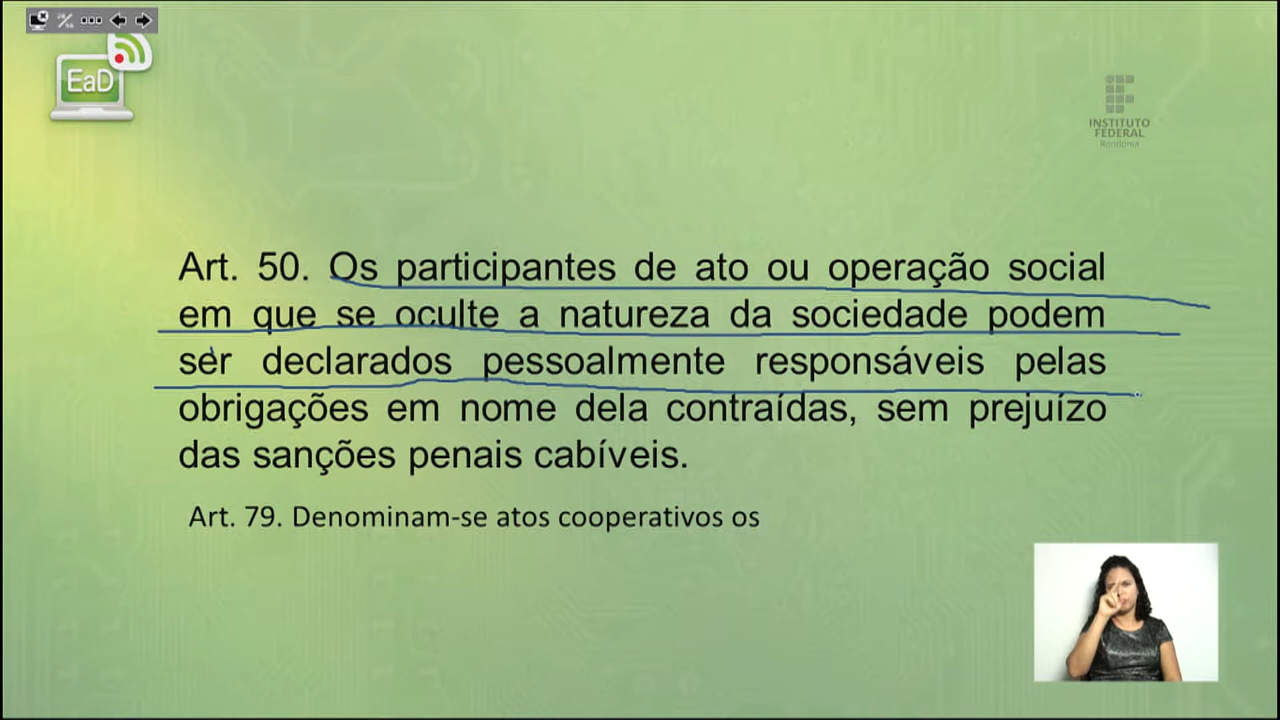 EaD
INSTITUTO
FEDERAL
Rondônia
Art. 50. Os participantes de ato ou operação social
em que se oculte a natureza da sociedade podem
ser declarados pessoalmente responsáveis pelas
obrigações em nome dela contraídas, sem prejuízo
das sanções penais cabíveis.
Art. 79. Denominam-se atos cooperativos os